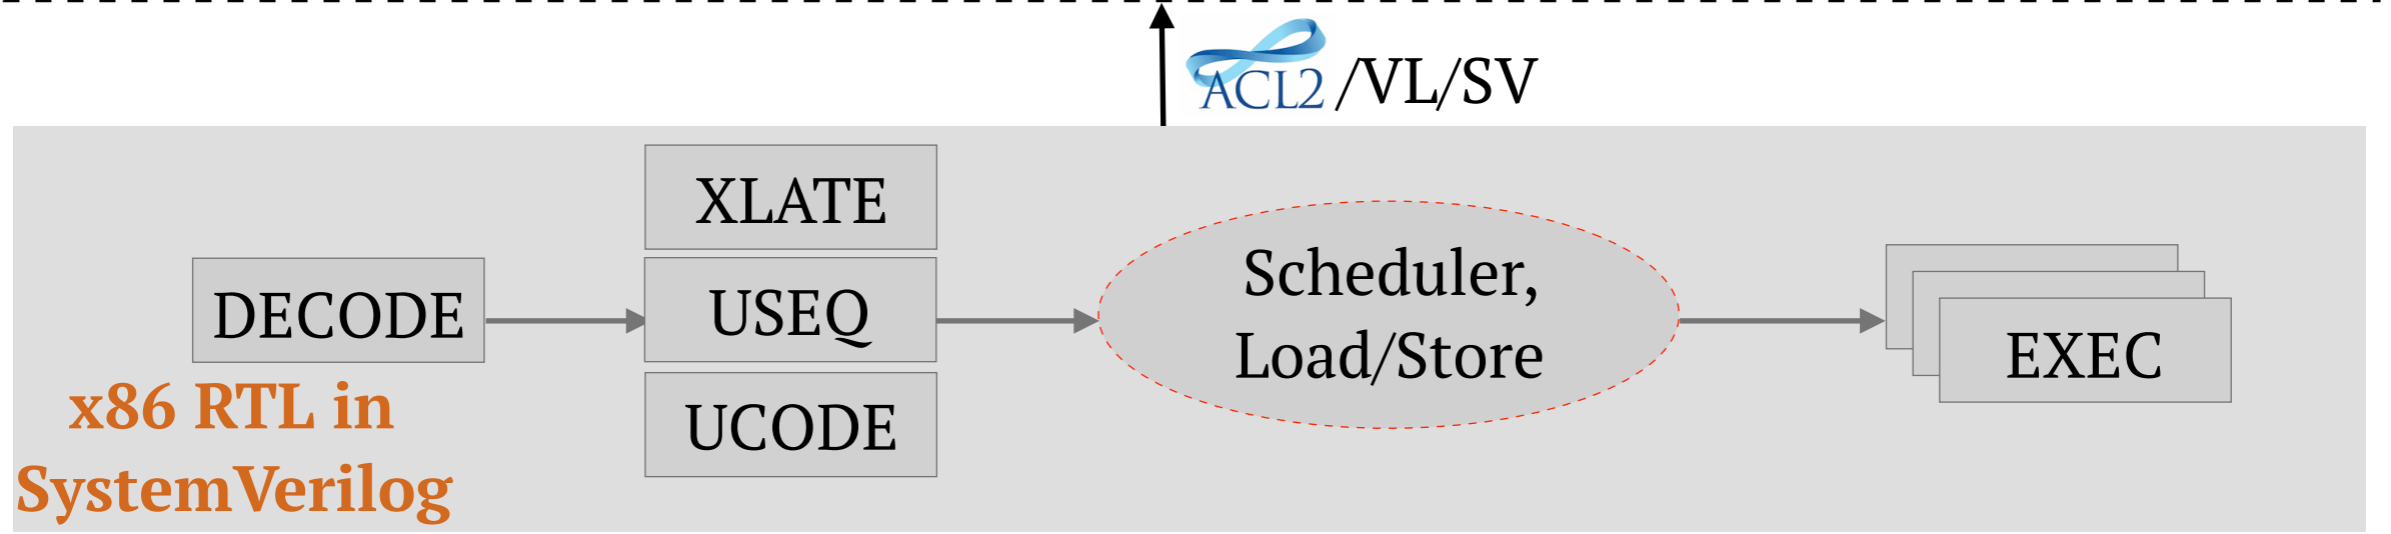 ACL2 /VL/SV
XLATE
DECODE
USEQ
UCODE
Scheduler,
Load/Store
EXEC
x86 RTL in
SystemVerilog